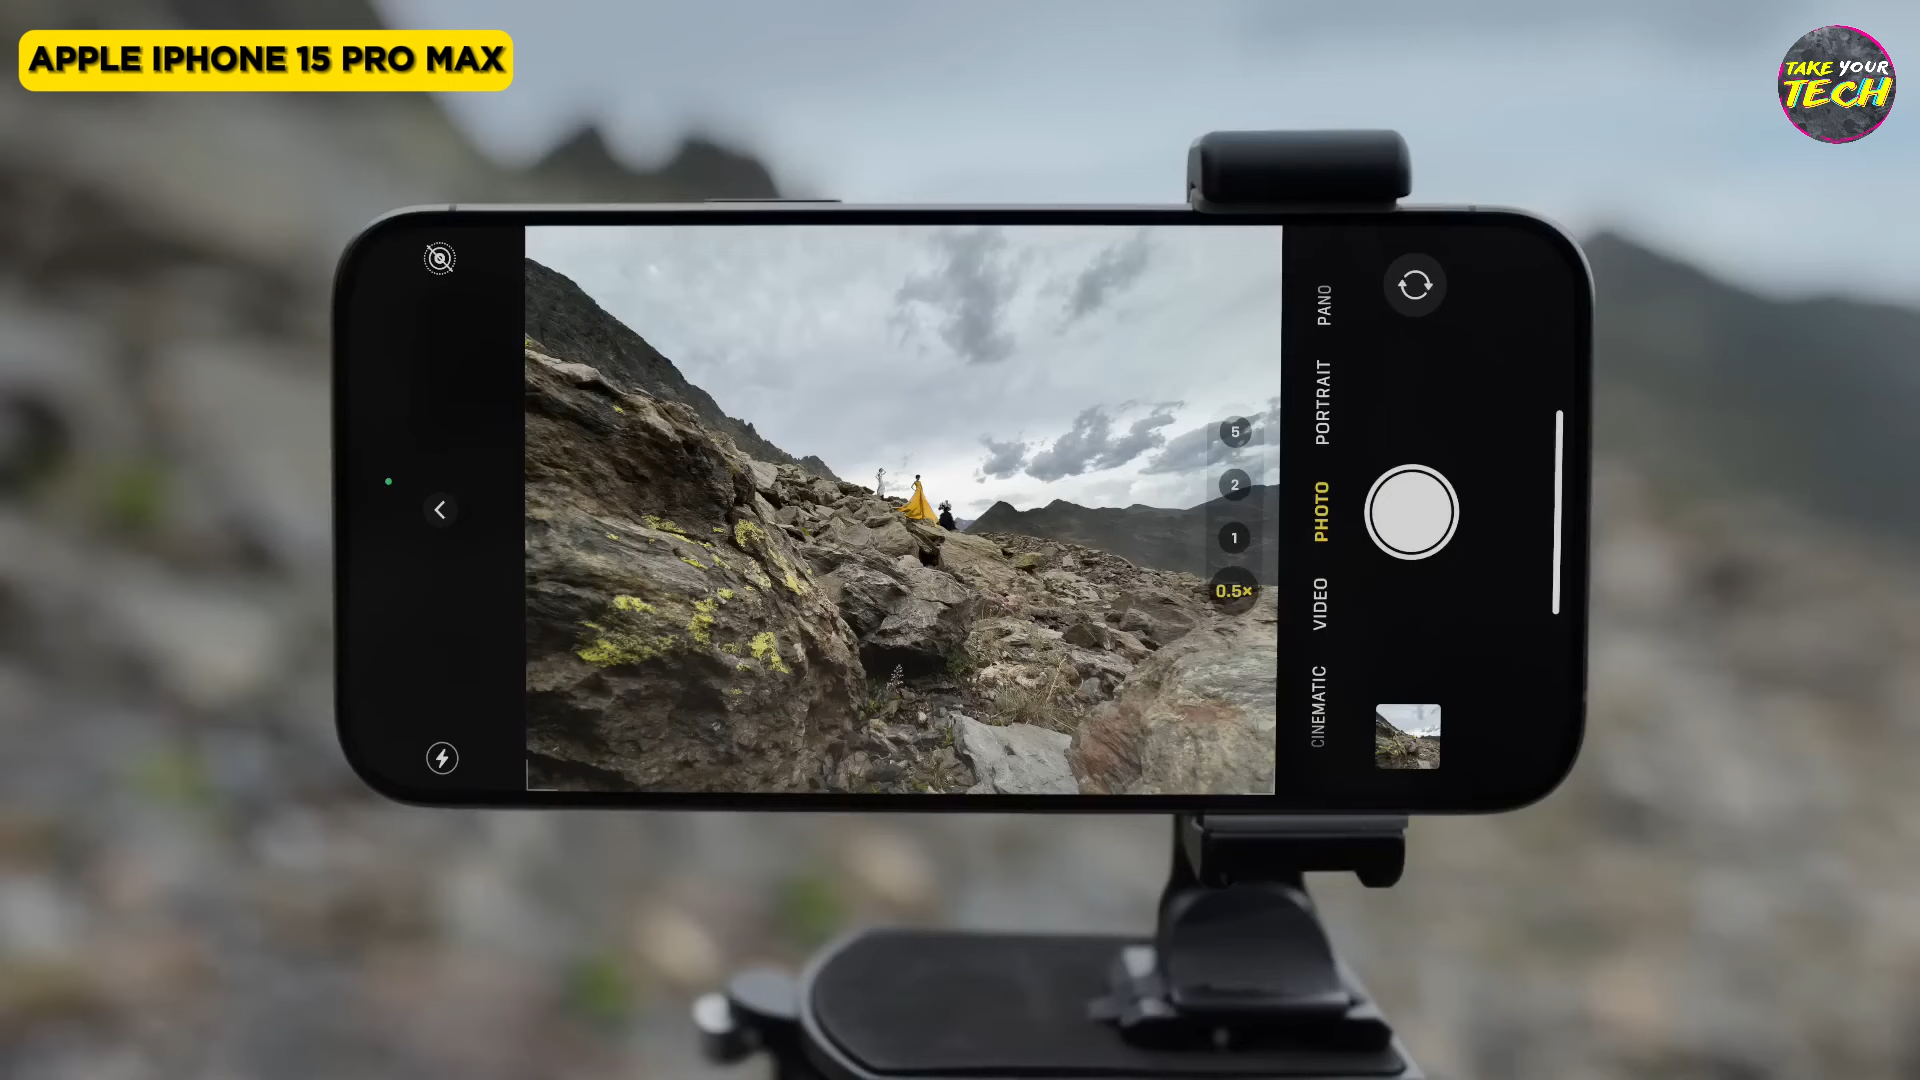 APPLE IPHONE 15 PRO MAX
TAKE YOUR
TECH
5
2
1
0.5×
PANO
PORTRAIT
PHOTO
VIDEO
CINEMATIC